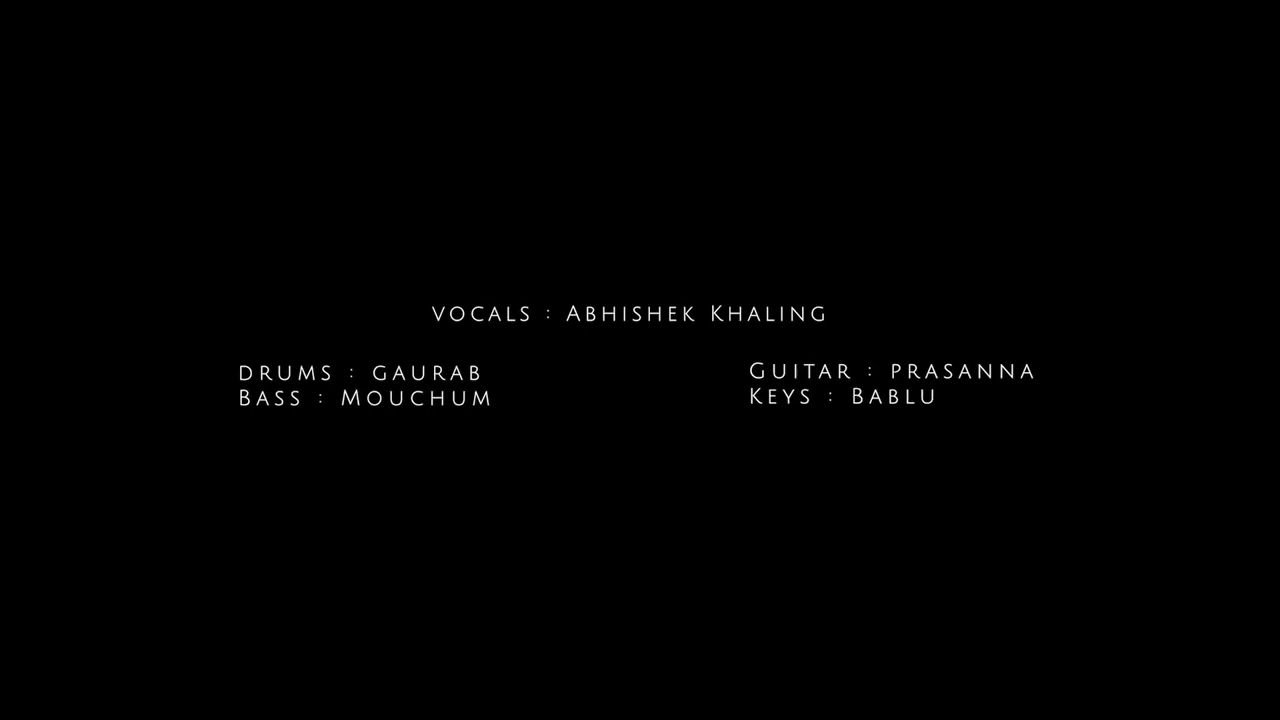 VOCALS : ABHISHEK KHALING
DRUMS : GAURAB
BASS : MOUCHUM
GUITAR : PRASANNA
KEYS : BABLU